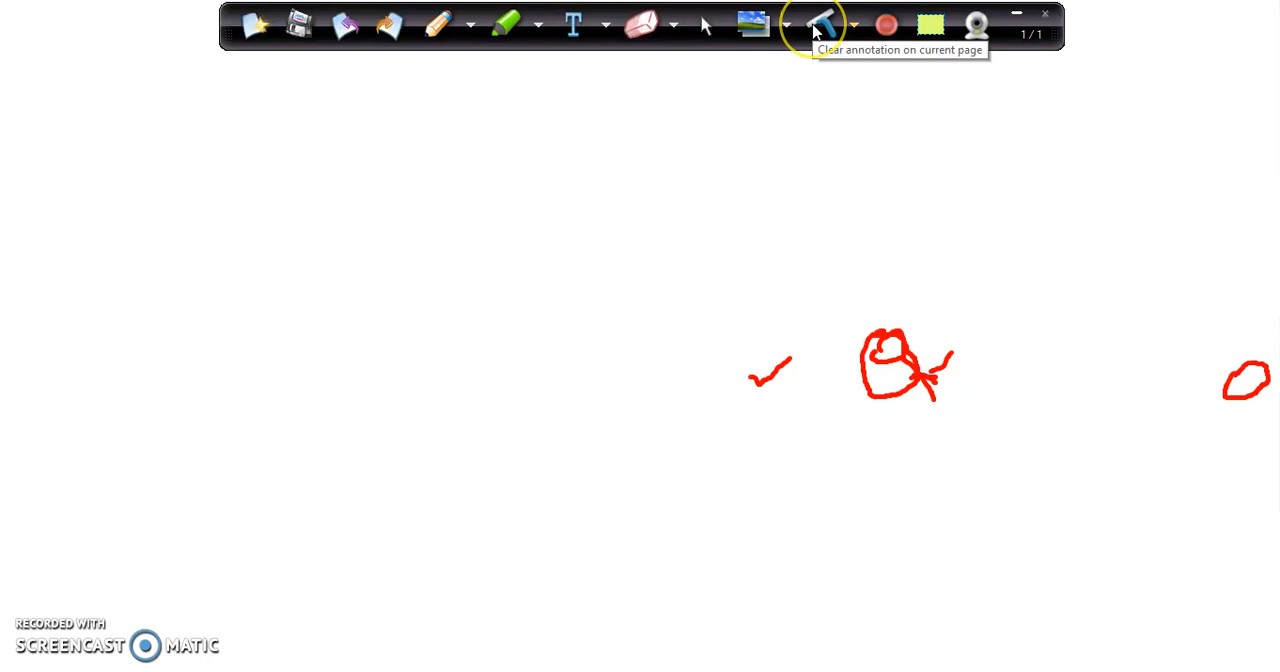 T
1 / 1
Clear annotation on current page
RECORDED WITH
SCREENCAST MATIC